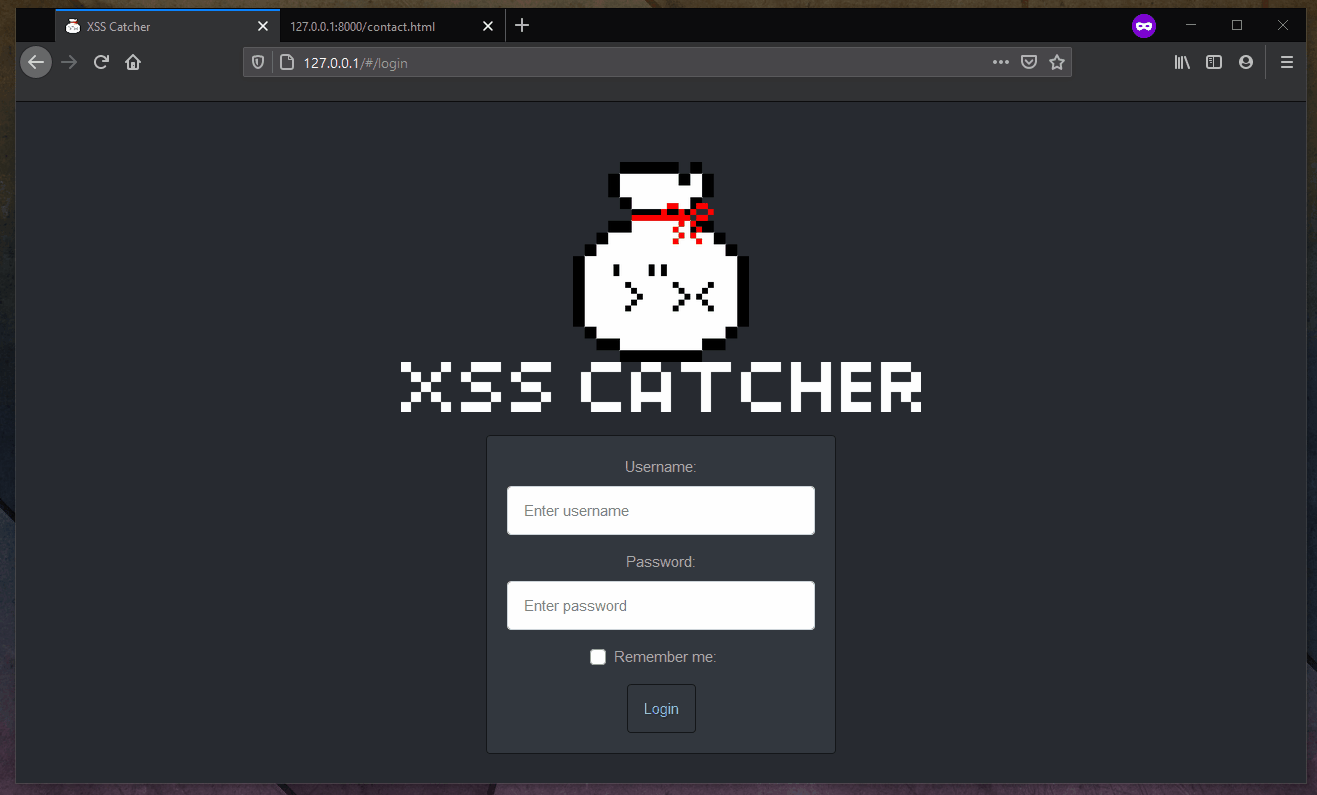 XSS Catcher
127.0.0.1:8000/contact.html
127.0.0.1/#/login
XSS CATCHER
Username:
Enter username
Password:
Enter password
Remember me:
Login